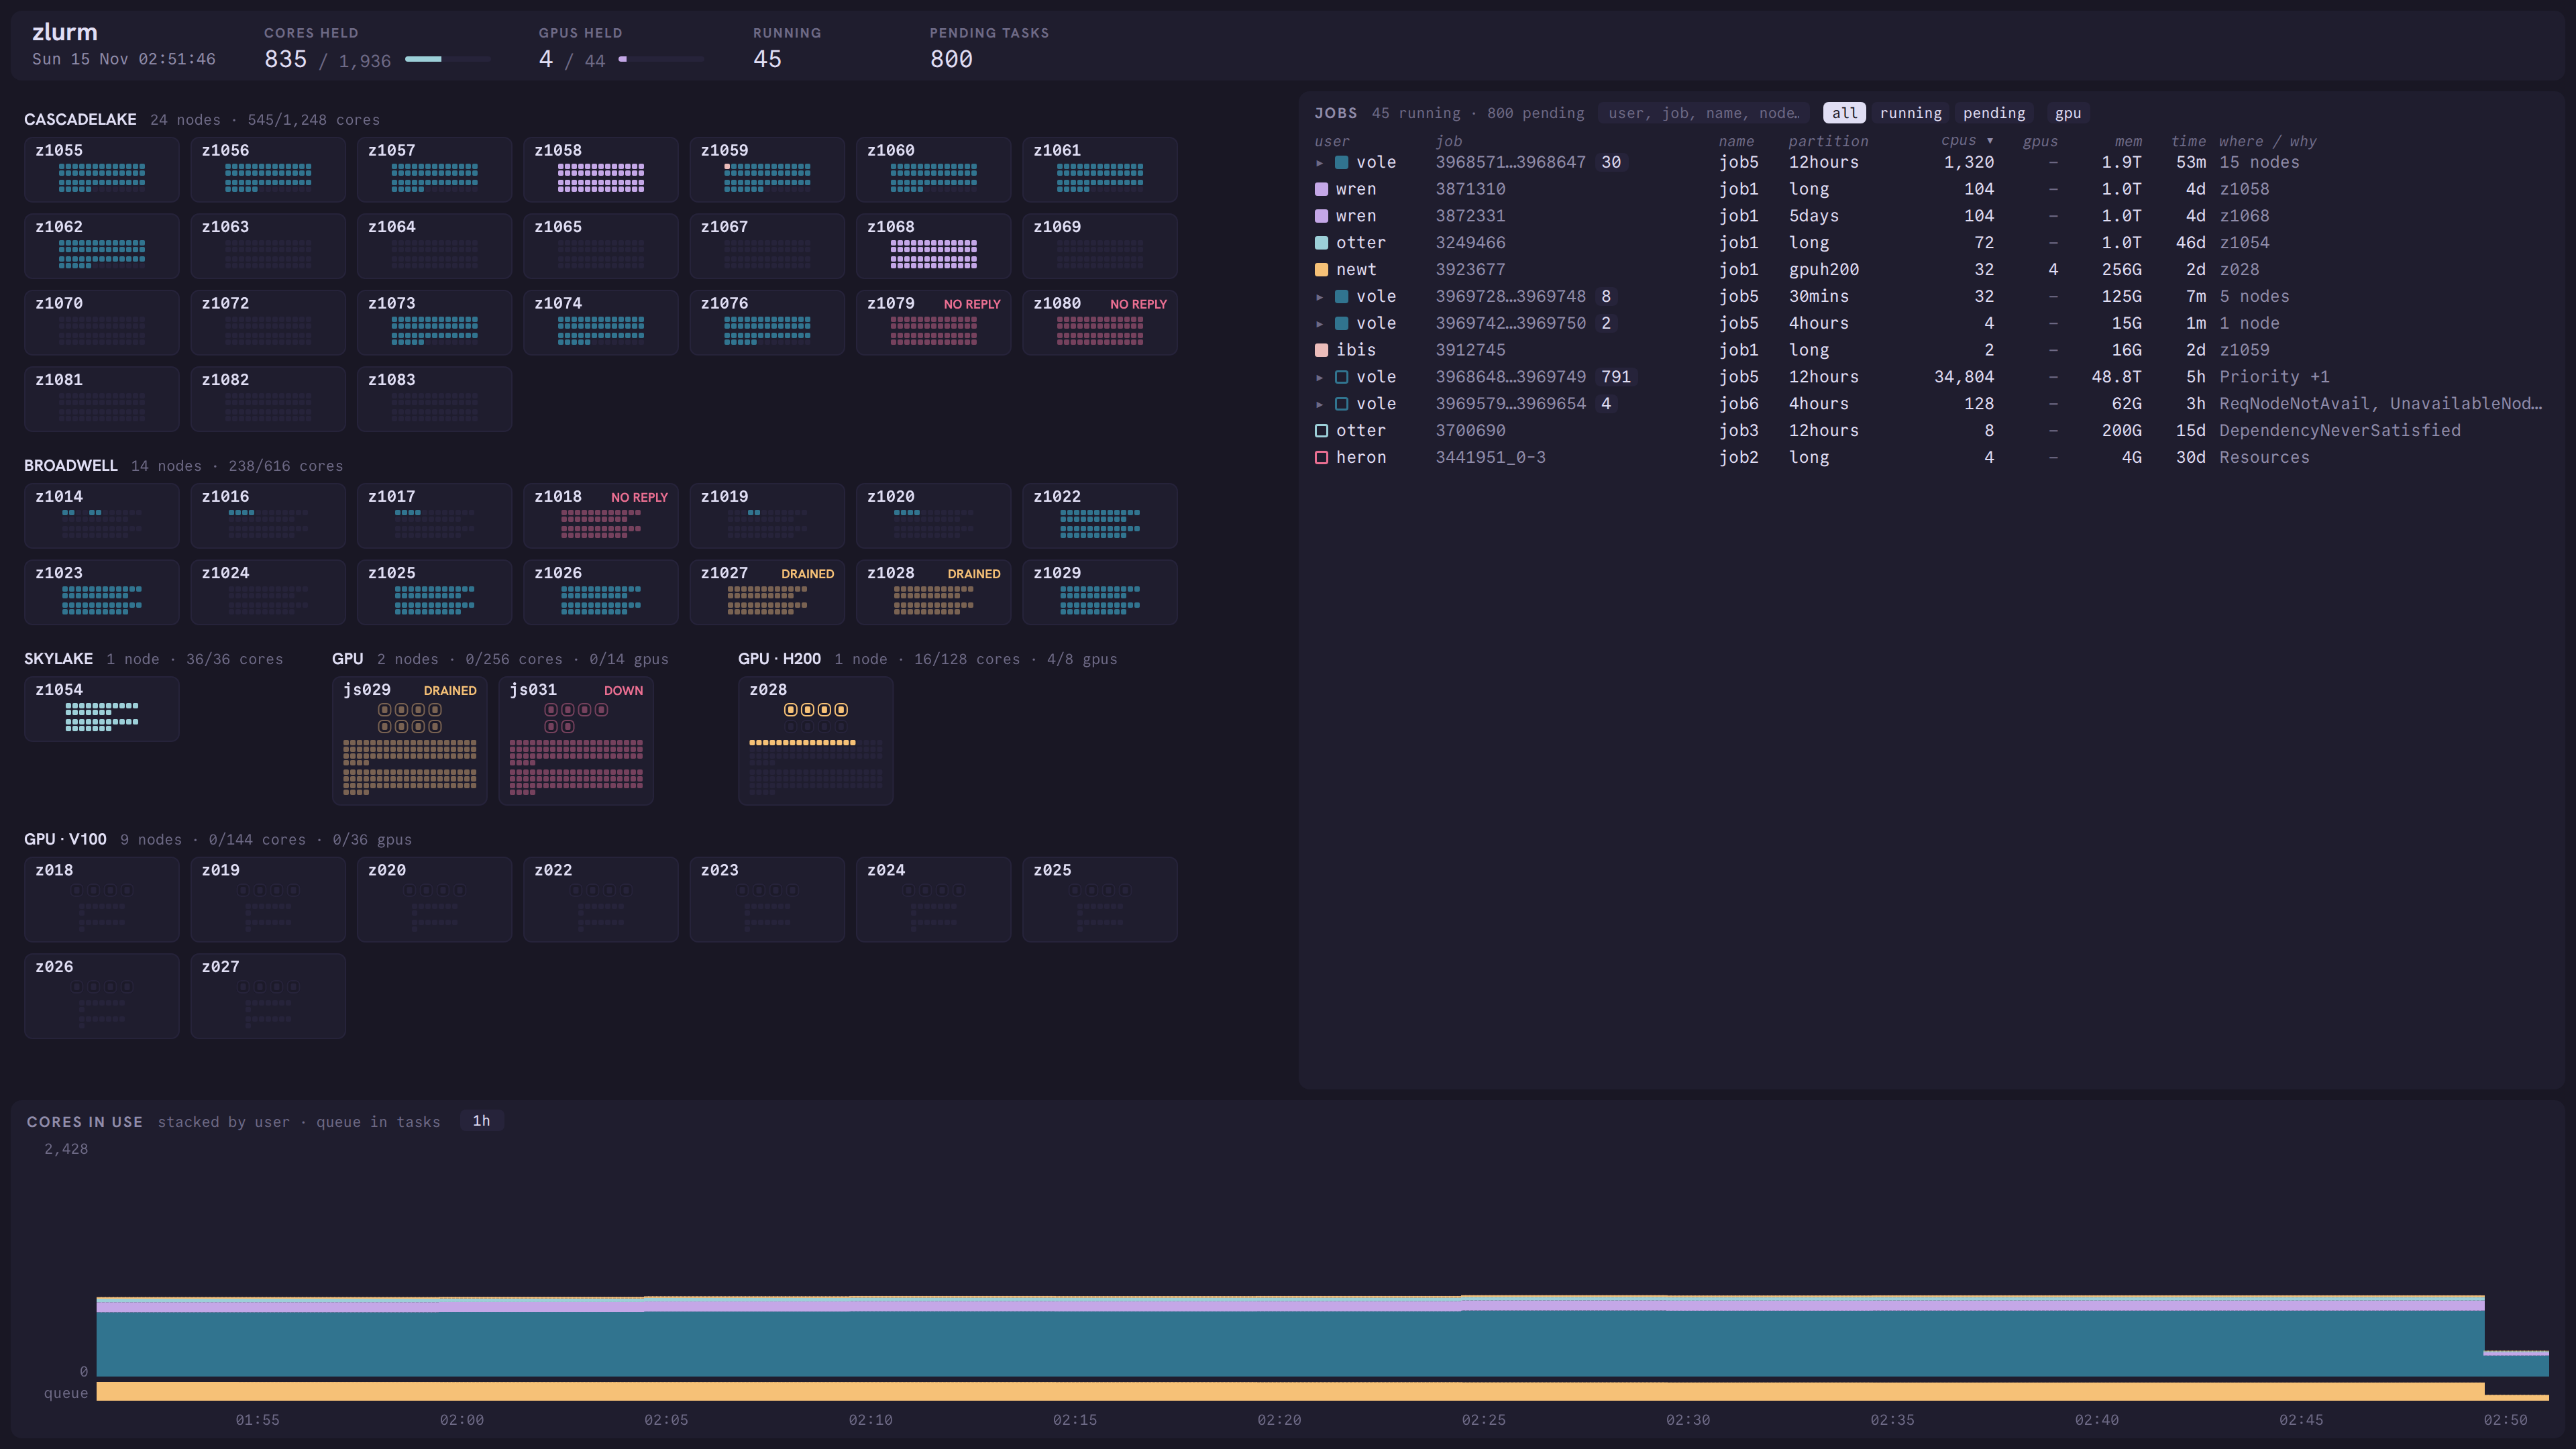 zlurm
Sun 15 Nov 02:51:46
CORES HELD
835 / 1,936
GPUS HELD
4 / 44
RUNNING
45
PENDING TASKS
800
CASCADELAKE 24 nodes · 545/1,248 cores
z1055 z1056 z1057 z1058 z1059 z1060 z1061
z1062 z1063 z1064 z1065 z1067 z1068 z1069
z1070 z1072 z1073 z1074 z1076 z1079 NO REPLY z1080 NO REPLY
z1081 z1082 z1083
BROADWELL 14 nodes · 238/616 cores
z1014 z1016 z1017 z1018 NO REPLY z1019 z1020 z1022
z1023 z1024 z1025 z1026 z1027 DRAINED z1028 DRAINED z1029
SKYLAKE 1 node · 36/36 cores
z1054
GPU 2 nodes · 0/256 cores · 0/14 gpus
js029 DRAINED js031 DOWN
GPU · H200 1 node · 16/128 cores · 4/8 gpus
z028
GPU · V100 9 nodes · 0/144 cores · 0/36 gpus
z018 z019 z020 z022 z023 z024 z025
z026 z027
JOBS 45 running · 800 pending user, job, name, node… all running pending gpu
user job name partition cpus ▾ gpus mem time where / why
▸ vole 3968571…3968647 30 job5 12hours 1,320 – 1.9T 53m 15 nodes
wren 3871310 job1 long 104 – 1.0T 4d z1058
wren 3872331 job1 5days 104 – 1.0T 4d z1068
otter 3249466 job1 long 72 – 1.0T 46d z1054
newt 3923677 job1 gpuh200 32 4 256G 2d z028
▸ vole 3969728…3969748 8 job5 30mins 32 – 125G 7m 5 nodes
▸ vole 3969742…3969750 2 job5 4hours 4 – 15G 1m 1 node
ibis 3912745 job1 long 2 – 16G 2d z1059
▸ vole 3968648…3969749 791 job5 12hours 34,804 – 48.8T 5h Priority +1
▸ vole 3969579…3969654 4 job6 4hours 128 – 62G 3h ReqNodeNotAvail, UnavailableNod…
otter 3700690 job3 12hours 8 – 200G 15d DependencyNeverSatisfied
heron 3441951_0-3 job2 long 4 – 4G 30d Resources
CORES IN USE stacked by user · queue in tasks 1h
2,428
0
queue
01:55 02:00 02:05 02:10 02:15 02:20 02:25 02:30 02:35 02:40 02:45 02:50